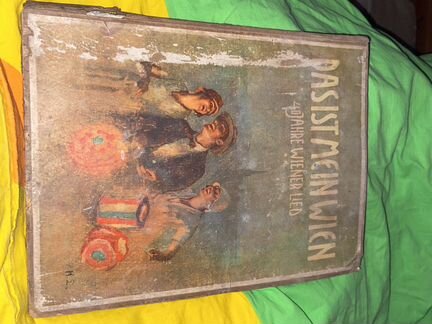 DAS IST MEIN WIEN
40 JAHRE WIENER LIED